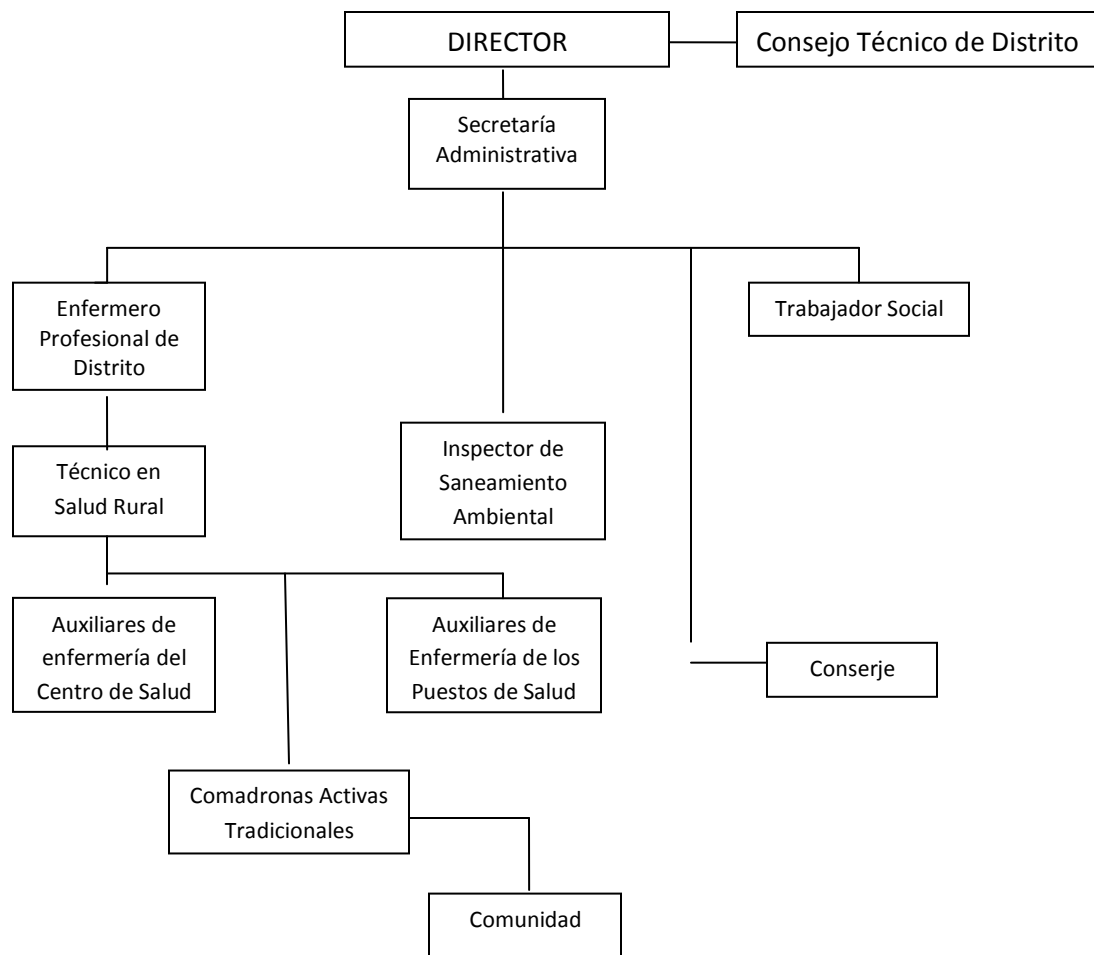 DIRECTOR
Consejo Técnico de Distrito
Secretaría
Administrativa
Enfermero
Profesional de
Distrito
Trabajador Social
Técnico en
Salud Rural
Inspector de
Saneamiento
Ambiental
Auxiliares de
enfermería del
Centro de Salud
Auxiliares de
Enfermería de los
Puestos de Salud
Conserje
Comadronas Activas
Tradicionales
Comunidad